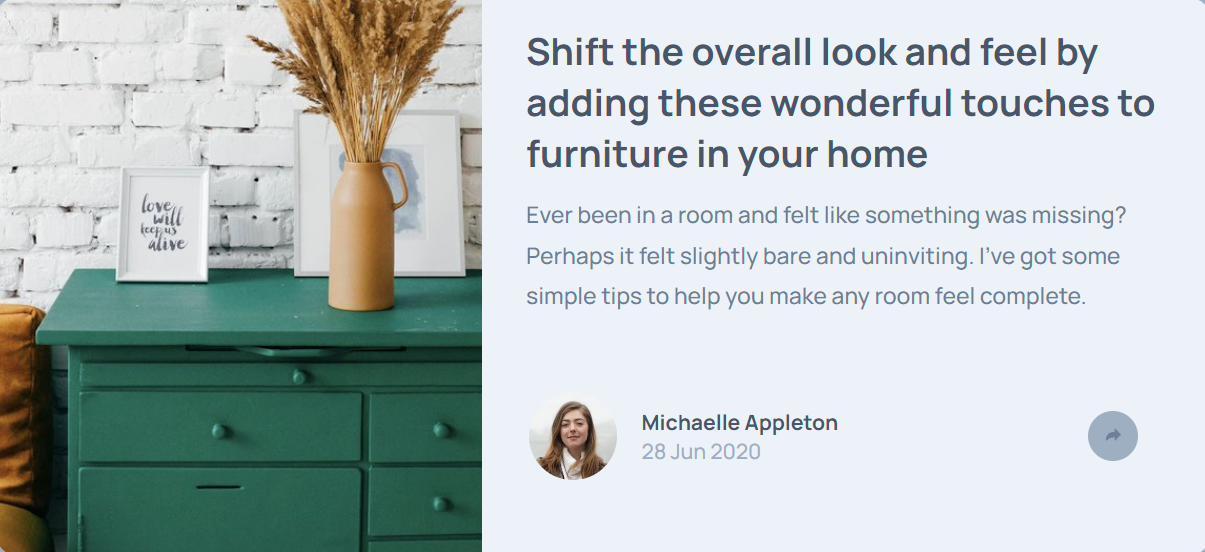 love
will
keep us
alive
Shift the overall look and feel by
adding these wonderful touches to
furniture in your home
Ever been in a room and felt like something was missing?
Perhaps it felt slightly bare and uninviting. I’ve got some
simple tips to help you make any room feel complete.
Michaelle Appleton
28 Jun 2020